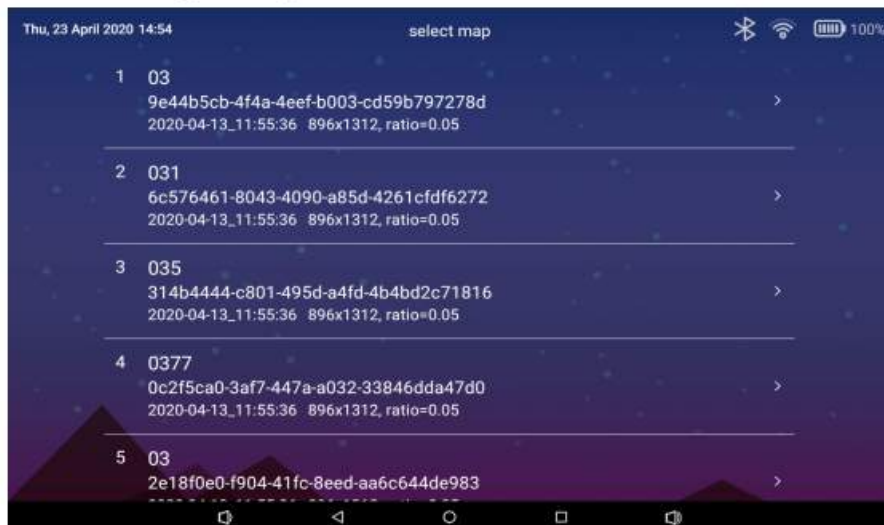 Thu, 23 April 2020 14:54 select map 100%
1 03
9e44b5cb-4f4a-4eef-b003-cd59b797278d
2020-04-13_11:55:36 896x1312, ratio=0.05
2 031
6c576461-8043-4090-a85d-4261cfdf6272
2020-04-13_11:55:36 896x1312, ratio=0.05
3 035
314b4444-c801-495d-a4fd-4b4bd2c71816
2020-04-13_11:55:36 896x1312, ratio=0.05
4 0377
0c2f5ca0-3af7-447a-a032-33846dda47d0
2020-04-13_11:55:36 896x1312, ratio=0.05
5 03
2e18f0e0-f904-41fc-8eed-aa6c644de983